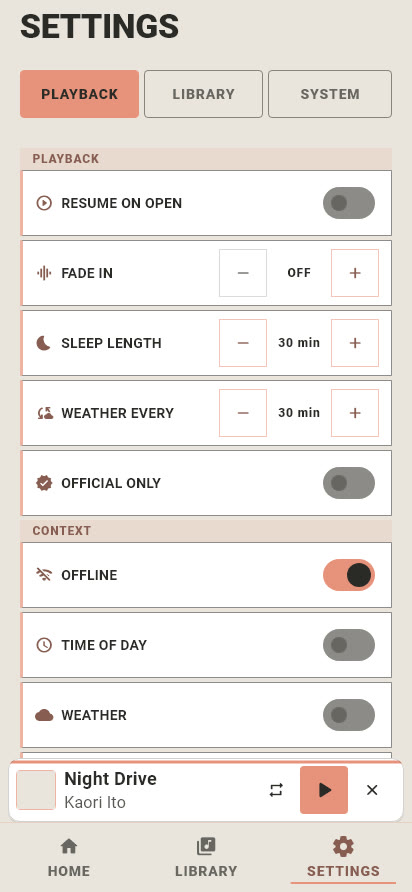 SETTINGS
PLAYBACK
LIBRARY
SYSTEM
PLAYBACK
RESUME ON OPEN
FADE IN
OFF
SLEEP LENGTH
30 min
WEATHER EVERY
30 min
OFFICIAL ONLY
CONTEXT
OFFLINE
TIME OF DAY
WEATHER
Night Drive
Kaori Ito
HOME
LIBRARY
SETTINGS